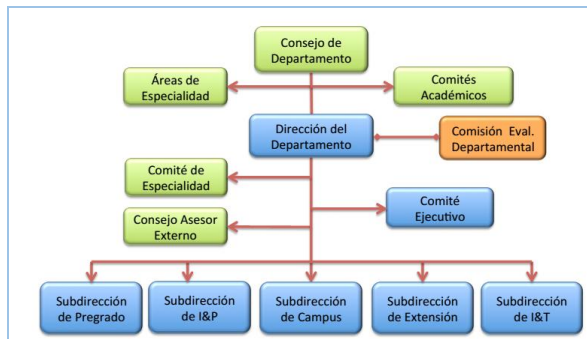 Consejo de
Departamento
Áreas de
Especialidad
Comités
Académicos
Dirección del
Departamento
Comisión Eval.
Departamental
Comité de
Especialidad
Comité
Ejecutivo
Consejo Asesor
Externo
Subdirección
de Pregrado
Subdirección
de I&P
Subdirección
de Campus
Subdirección
de Extensión
Subdirección
de I&T